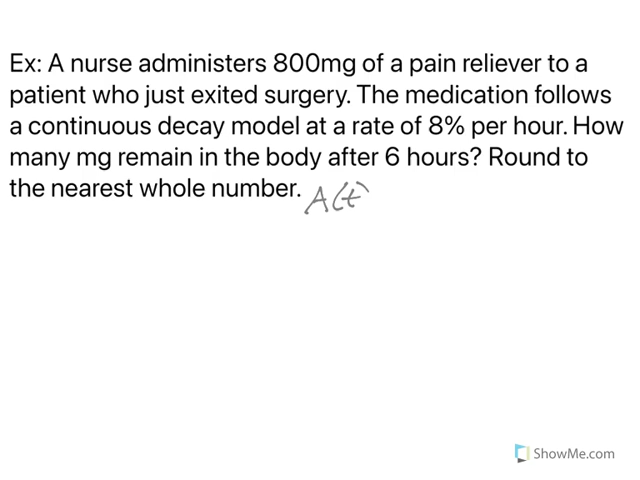 Ex: A nurse administers 800mg of a pain reliever to a
patient who just exited surgery. The medication follows
a continuous decay model at a rate of 8% per hour. How
many mg remain in the body after 6 hours? Round to
the nearest whole number. A(t)
ShowMe.com